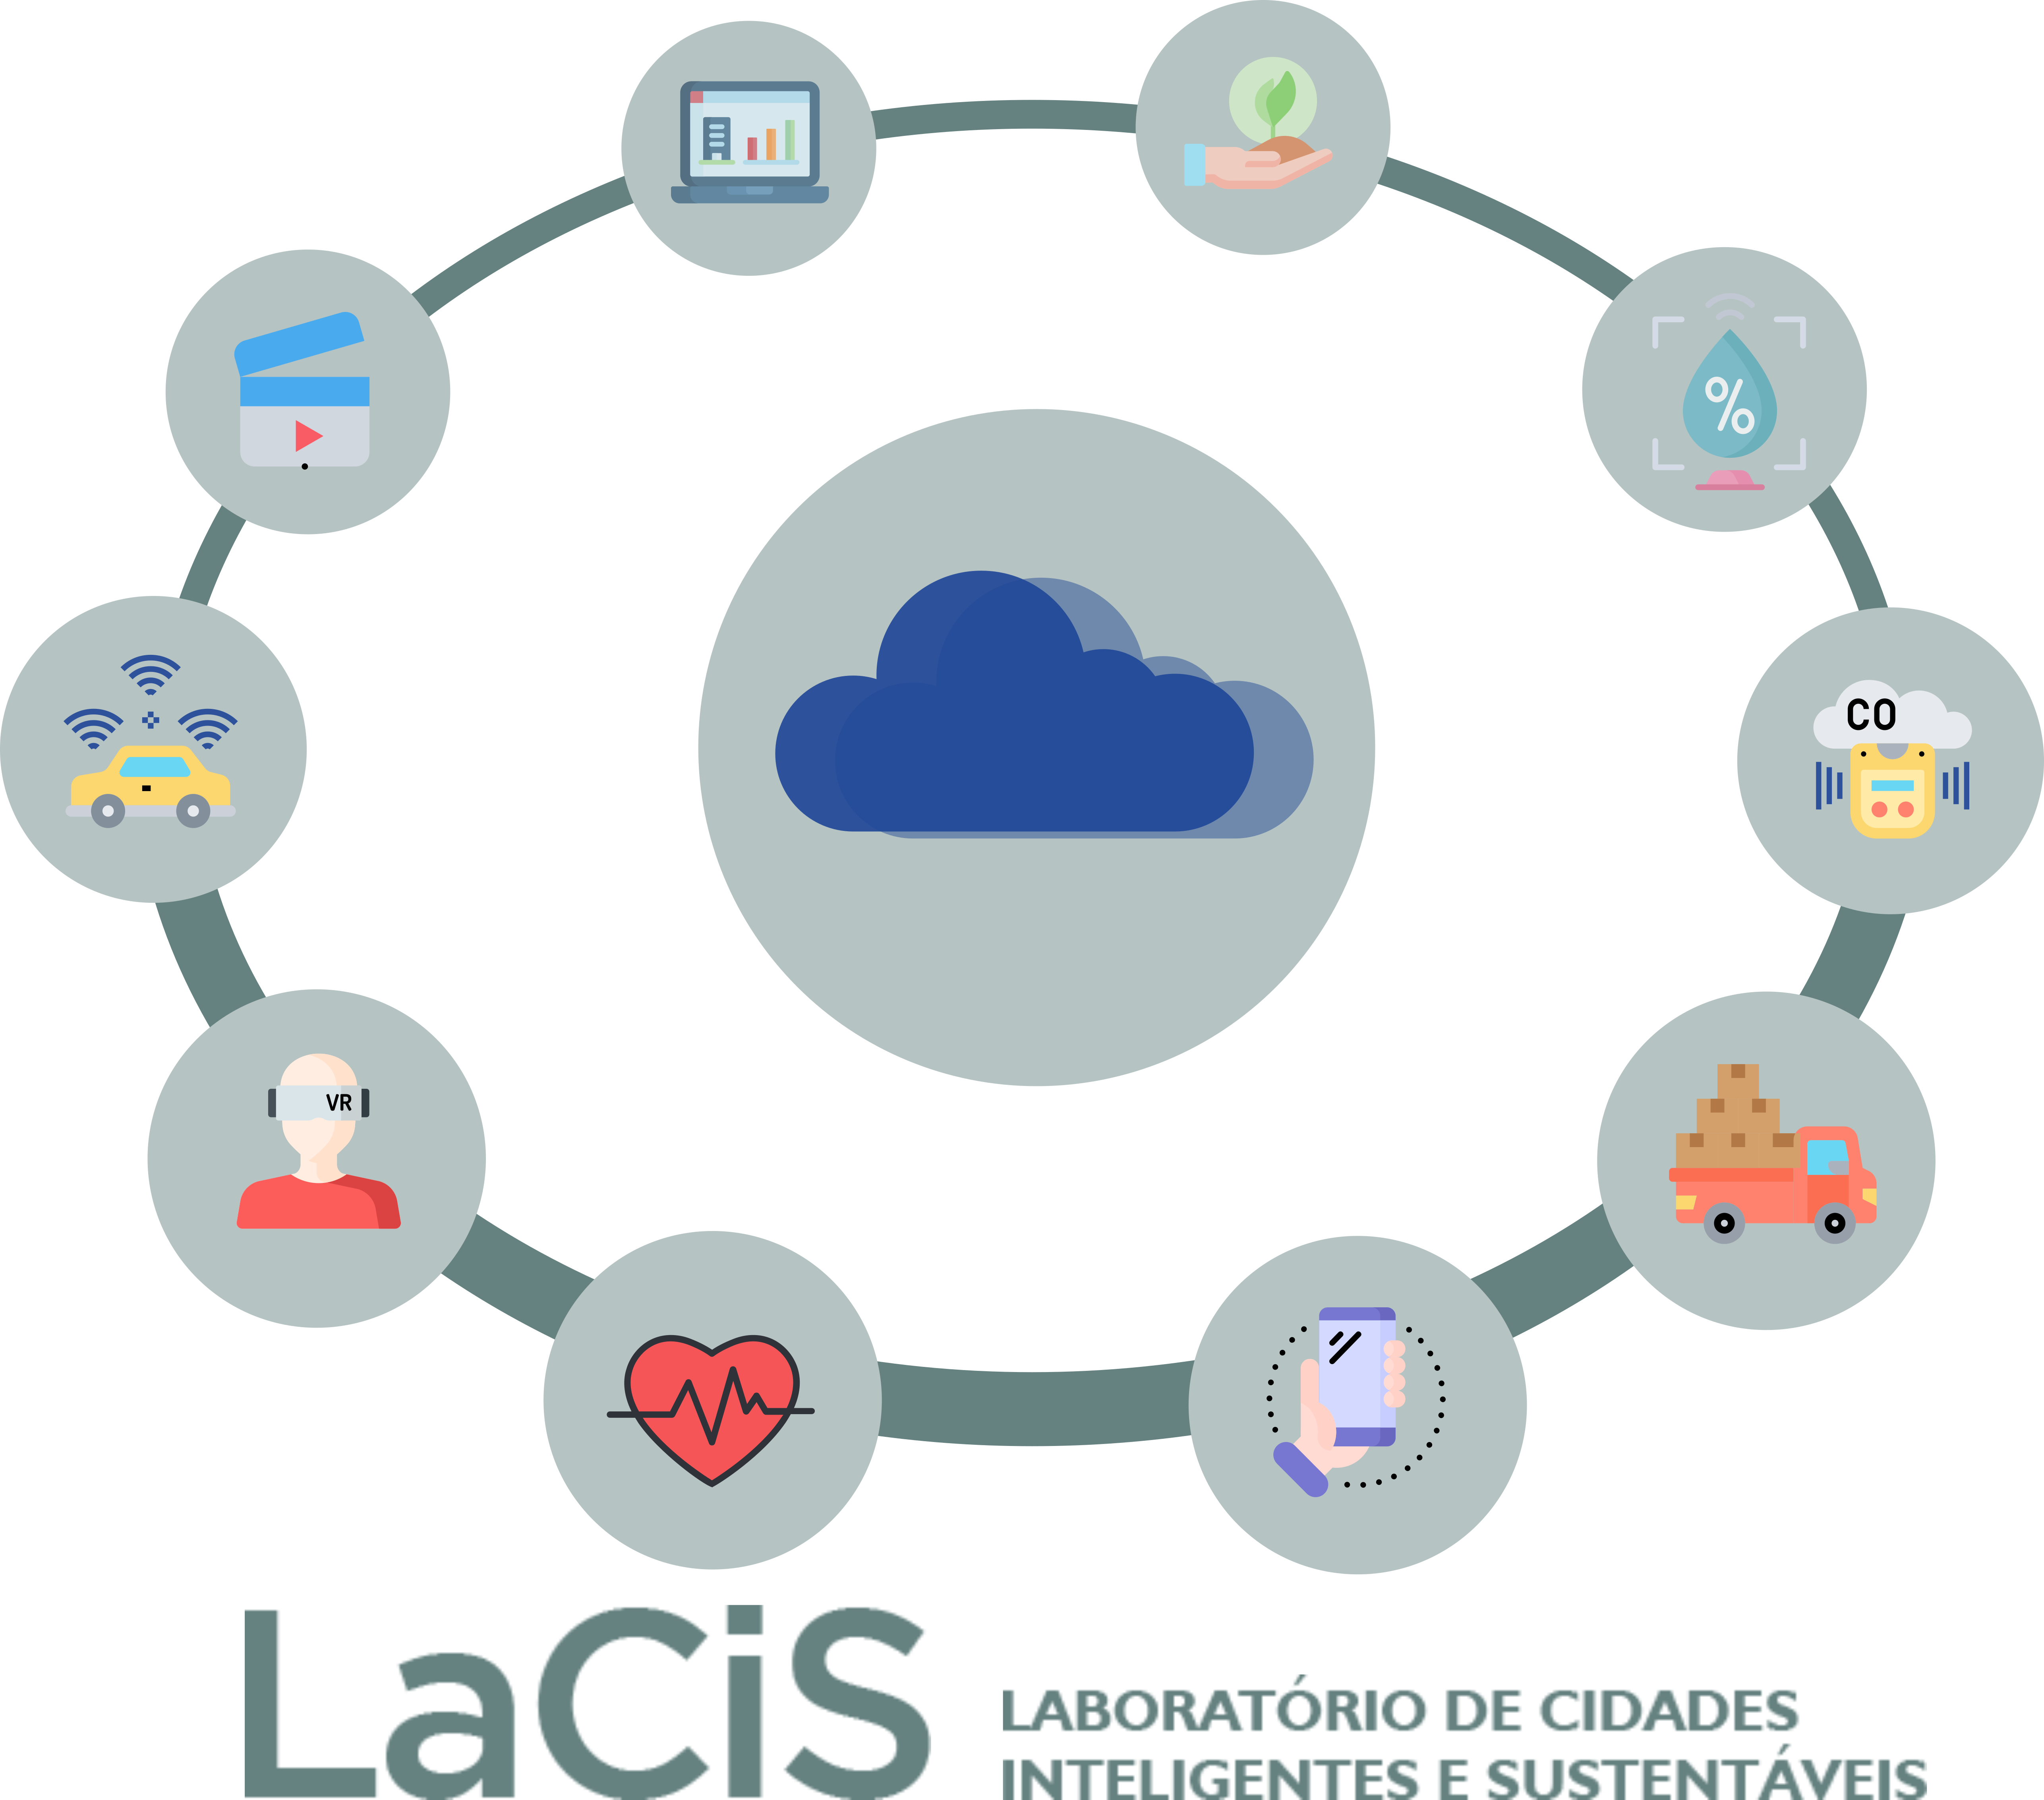 %
CO
VR
LaCiS
LABORATÓRIO DE CIDADES
INTELIGENTES E SUSTENTÁVEIS